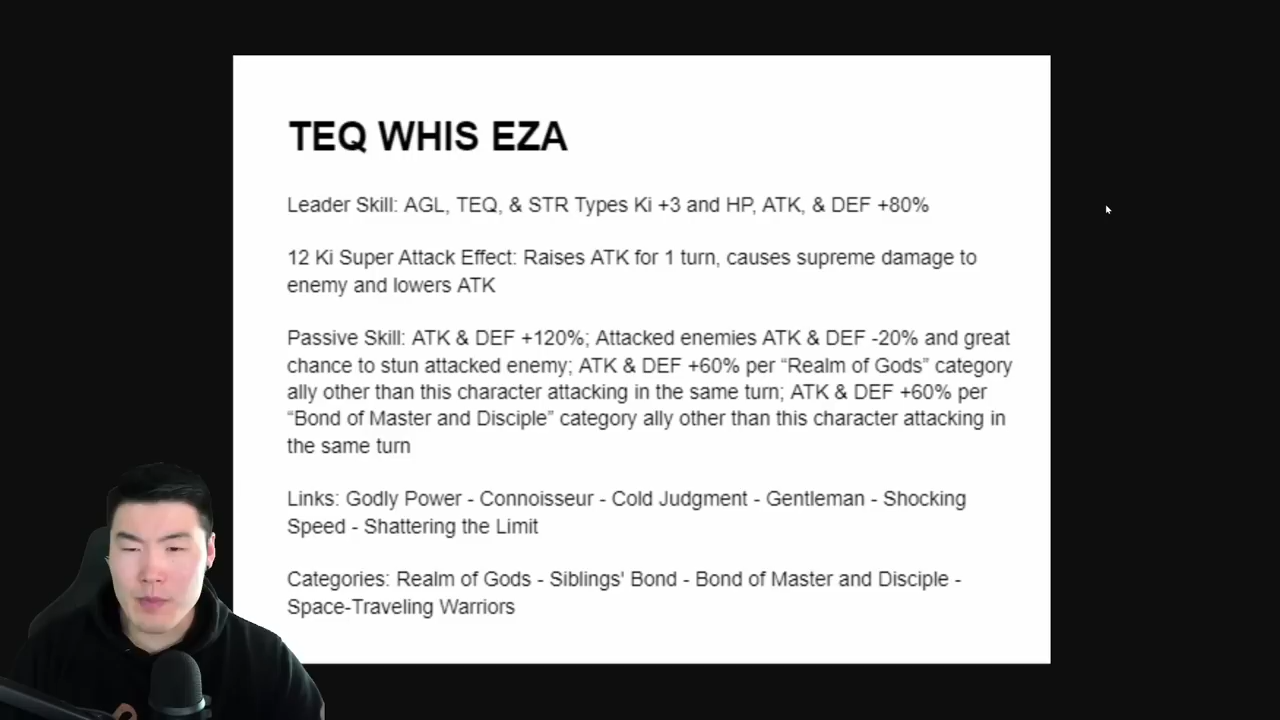 TEQ WHIS EZA
Leader Skill: AGL, TEQ, & STR Types Ki +3 and HP, ATK, & DEF +80%
12 Ki Super Attack Effect: Raises ATK for 1 turn, causes supreme damage to
enemy and lowers ATK
Passive Skill: ATK & DEF +120%; Attacked enemies ATK & DEF -20% and great
chance to stun attacked enemy; ATK & DEF +60% per “Realm of Gods” category
ally other than this character attacking in the same turn; ATK & DEF +60% per
“Bond of Master and Disciple” category ally other than this character attacking in
the same turn
Links: Godly Power - Connoisseur - Cold Judgment - Gentleman - Shocking
Speed - Shattering the Limit
Categories: Realm of Gods - Siblings' Bond - Bond of Master and Disciple -
Space-Traveling Warriors